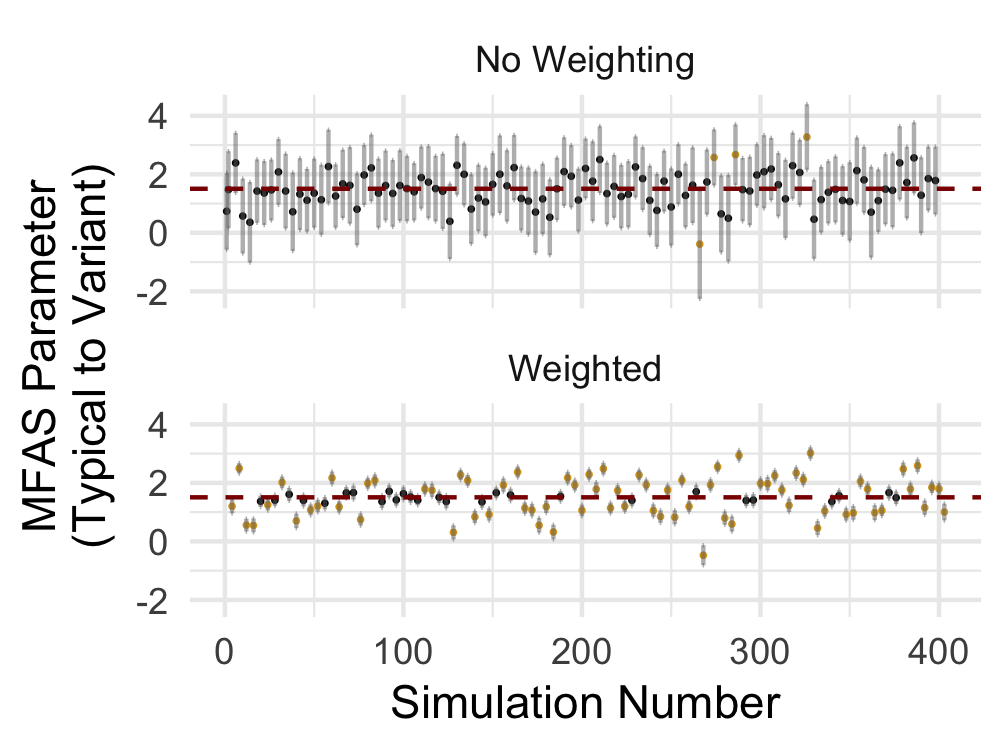 No Weighting
4
2
0
-2
MFAS Parameter
(Typical to Variant)
Weighted
4
2
0
-2
0 100 200 300 400
Simulation Number